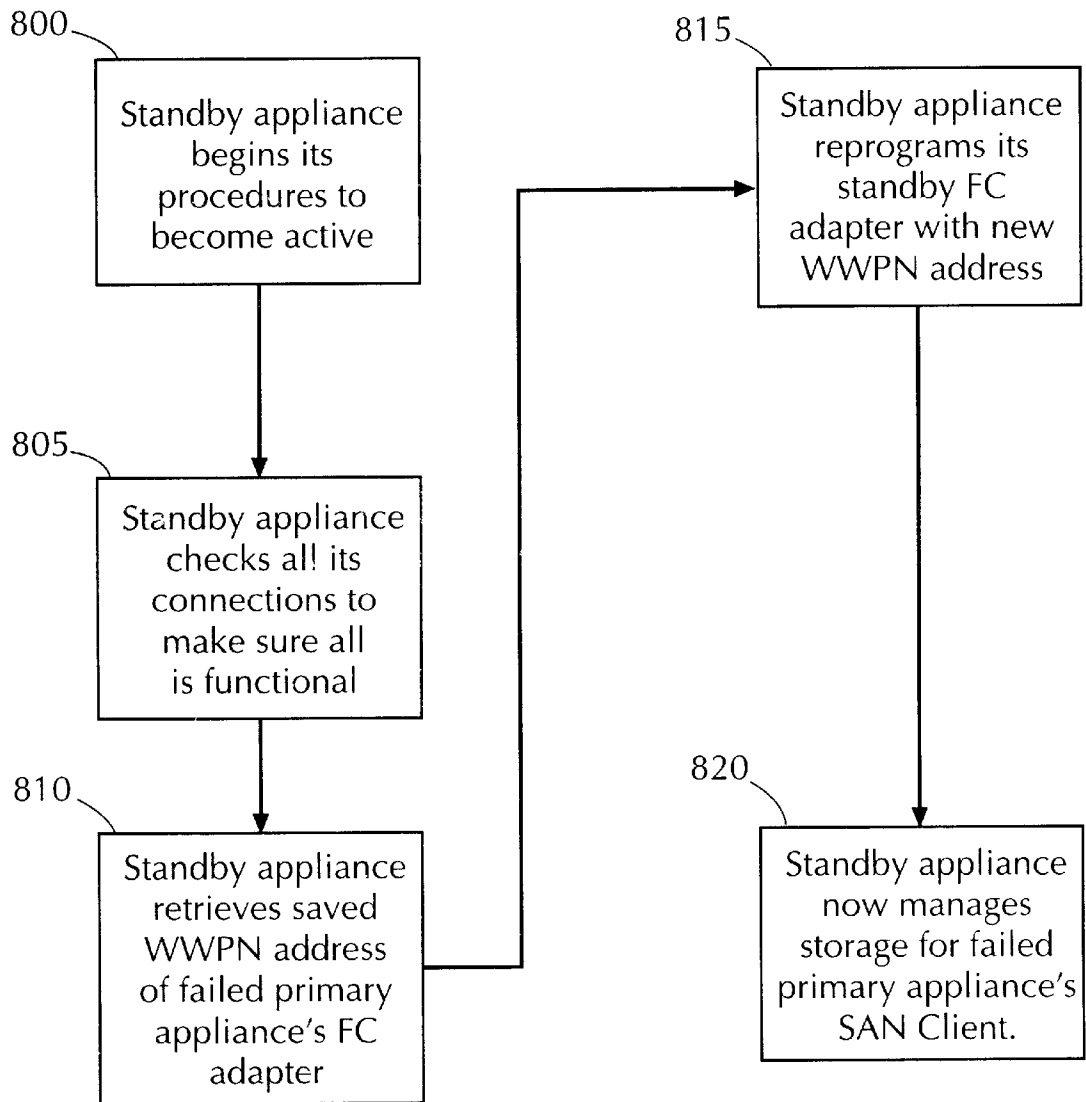 800
Standby appliance
begins its
procedures to
become active
805
Standby appliance
checks all its
connections to
make sure all
is functional
810
Standby appliance
retrieves saved
WWPN address
of failed primary
appliance's FC
adapter
815
Standby appliance
reprograms its
standby FC
adapter with new
WWPN address
820
Standby appliance
now manages
storage for failed
primary appliance's
SAN Client.